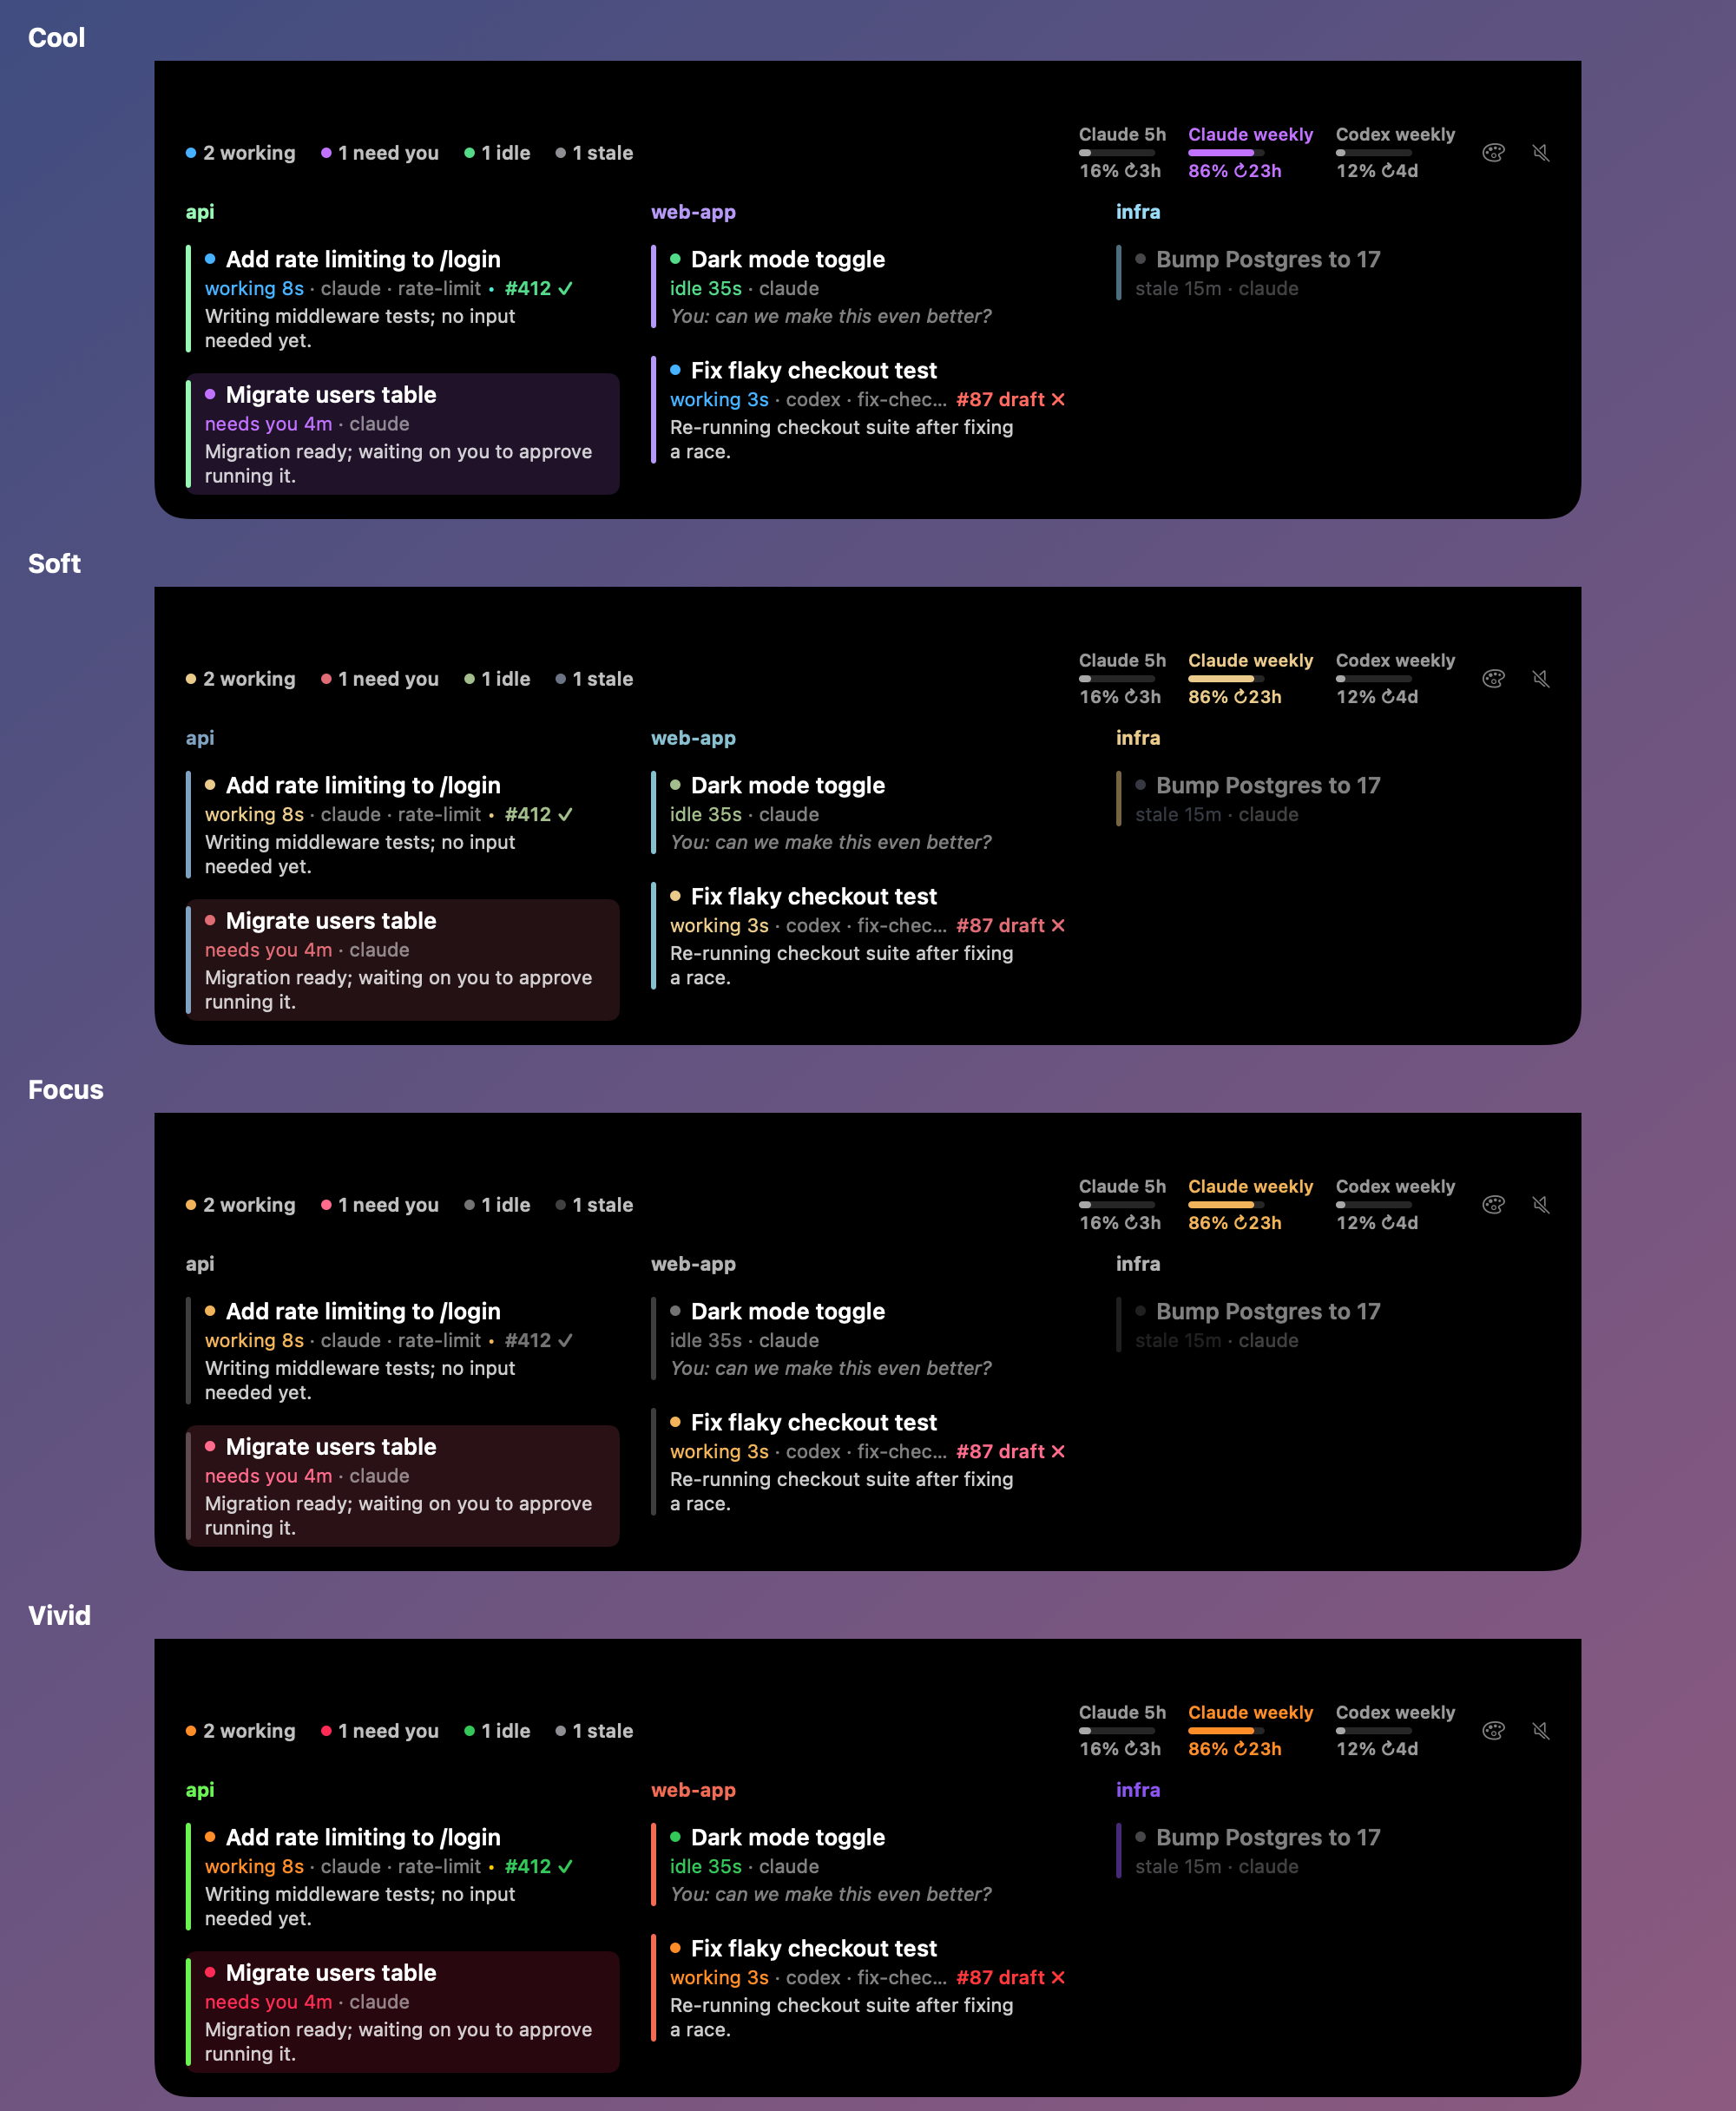 Cool
2 working 1 need you 1 idle 1 stale
Claude 5h Claude weekly Codex weekly
16% ↻3h 86% ↻23h 12% ↻4d
api
Add rate limiting to /login
working 8s · claude · rate-limit • #412 ✓
Writing middleware tests; no input
needed yet.
Migrate users table
needs you 4m · claude
Migration ready; waiting on you to approve
running it.
web-app
Dark mode toggle
idle 35s · claude
You: can we make this even better?
Fix flaky checkout test
working 3s · codex · fix-chec... #87 draft ✕
Re-running checkout suite after fixing
a race.
infra
Bump Postgres to 17
stale 15m · claude
Soft
2 working 1 need you 1 idle 1 stale
Claude 5h Claude weekly Codex weekly
16% ↻3h 86% ↻23h 12% ↻4d
api
Add rate limiting to /login
working 8s · claude · rate-limit • #412 ✓
Writing middleware tests; no input
needed yet.
Migrate users table
needs you 4m · claude
Migration ready; waiting on you to approve
running it.
web-app
Dark mode toggle
idle 35s · claude
You: can we make this even better?
Fix flaky checkout test
working 3s · codex · fix-chec... #87 draft ✕
Re-running checkout suite after fixing
a race.
infra
Bump Postgres to 17
stale 15m · claude
Focus
2 working 1 need you 1 idle 1 stale
Claude 5h Claude weekly Codex weekly
16% ↻3h 86% ↻23h 12% ↻4d
api
Add rate limiting to /login
working 8s · claude · rate-limit • #412 ✓
Writing middleware tests; no input
needed yet.
Migrate users table
needs you 4m · claude
Migration ready; waiting on you to approve
running it.
web-app
Dark mode toggle
idle 35s · claude
You: can we make this even better?
Fix flaky checkout test
working 3s · codex · fix-chec... #87 draft ✕
Re-running checkout suite after fixing
a race.
infra
Bump Postgres to 17
stale 15m · claude
Vivid
2 working 1 need you 1 idle 1 stale
Claude 5h Claude weekly Codex weekly
16% ↻3h 86% ↻23h 12% ↻4d
api
Add rate limiting to /login
working 8s · claude · rate-limit • #412 ✓
Writing middleware tests; no input
needed yet.
Migrate users table
needs you 4m · claude
Migration ready; waiting on you to approve
running it.
web-app
Dark mode toggle
idle 35s · claude
You: can we make this even better?
Fix flaky checkout test
working 3s · codex · fix-chec... #87 draft ✕
Re-running checkout suite after fixing
a race.
infra
Bump Postgres to 17
stale 15m · claude